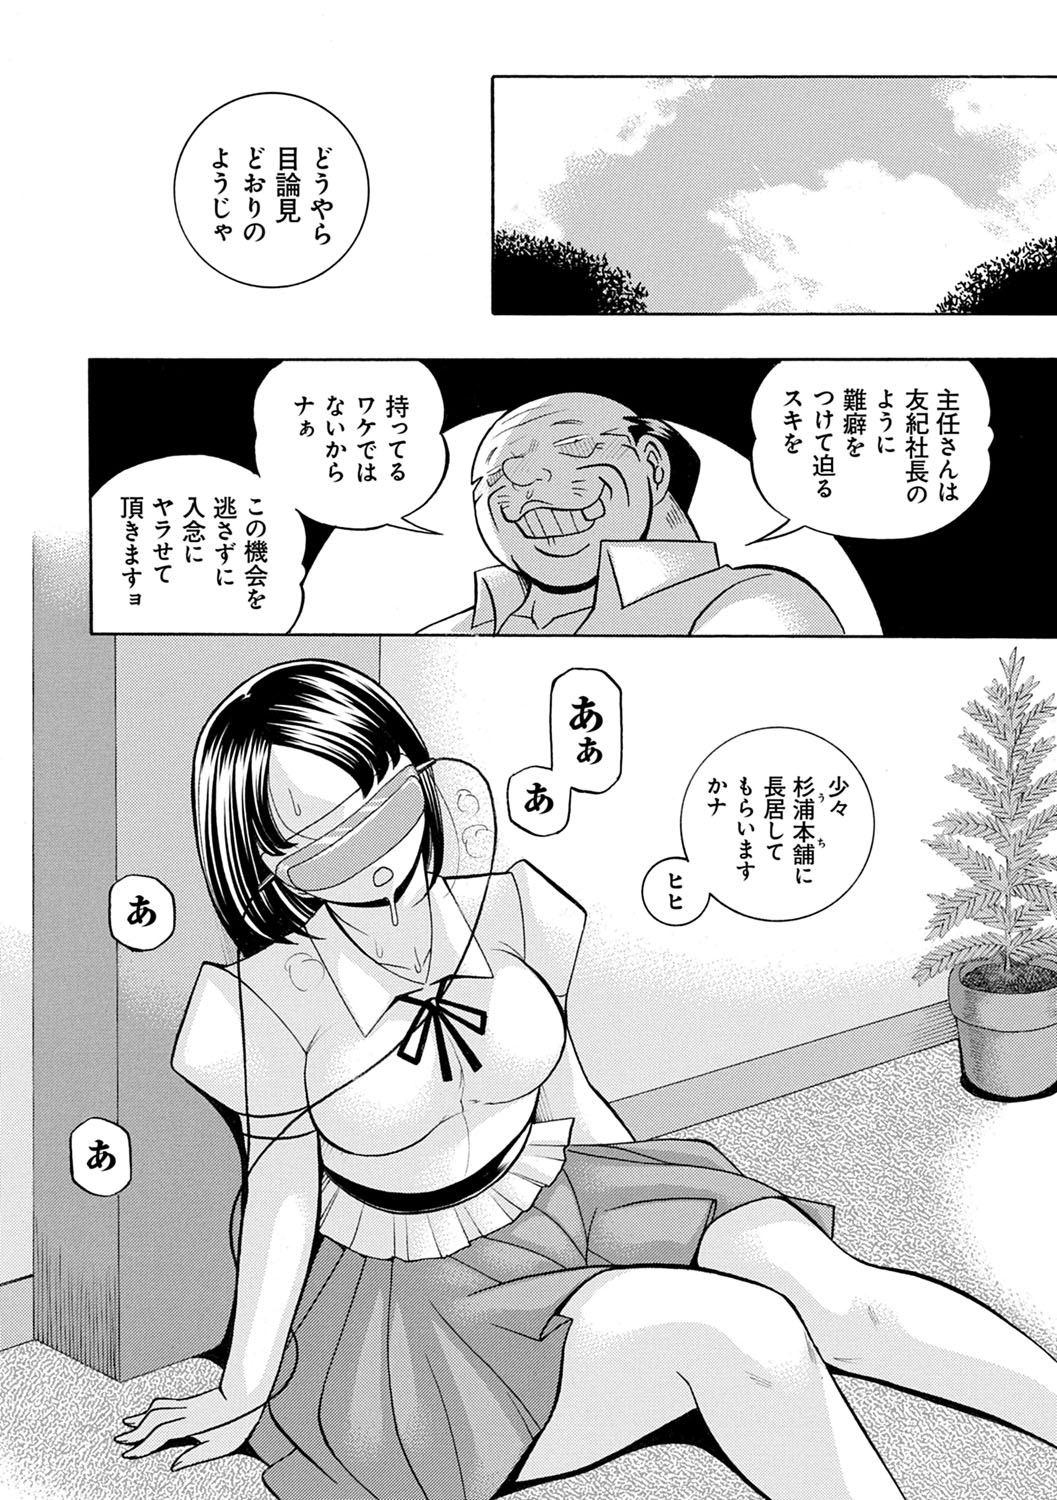 どうやら
目論見
どおりの
ようじゃ
主任さんは
友紀社長の
ように
難癖を
つけて迫る
スキを
持ってる
ワケでは
ないから
ナぁ
この機会を
逃さずに
入念に
ヤラせて
頂きますョ
あぁ
あ
少々
杉浦本舗に
うち
長居して
もらいます
かナ
ヒヒ
あ
あ